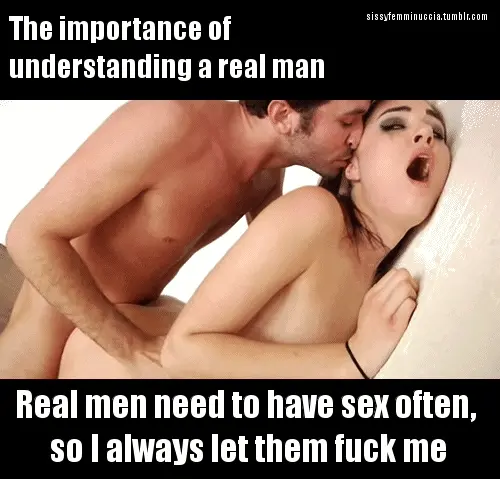 The importance of
understanding a real man
sissyfemminuccia.tumblr.com
Real men need to have sex often,
so I always let them fuck me